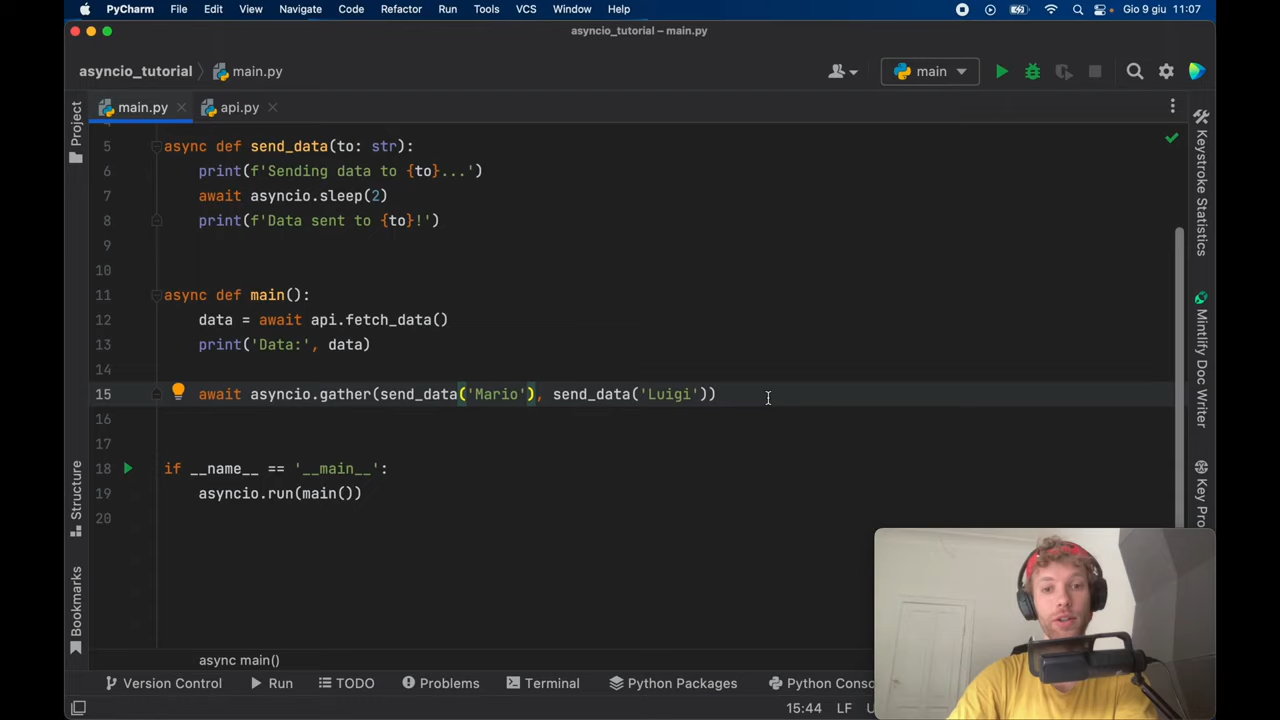 PyCharm File Edit View Navigate Code Refactor Run Tools VCS Window Help Gio 9 giu 11:07
asyncio_tutorial – main.py
asyncio_tutorial main.py main
main.py api.py
Project
5 async def send_data(to: str):
6 print(f'Sending data to {to}...')
7 await asyncio.sleep(2)
8 print(f'Data sent to {to}!')
9
10
11 async def main():
12 data = await api.fetch_data()
13 print('Data:', data)
14
15 await asyncio.gather(send_data('Mario'), send_data('Luigi'))
16
17
18 if __name__ == '__main__':
19 asyncio.run(main())
20
Structure
Bookmarks
Keystroke Statistics
Mintlify Doc Writer
Key Pro
async main()
Version Control Run TODO Problems Terminal Python Packages Python Conso
15:44 LF U